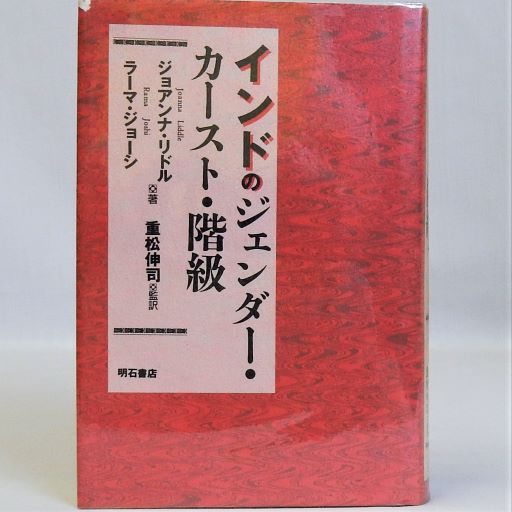 インドのジェンダー・
カースト・階級
ジョアンナ・リドル
Joanna Liddle
ラーマ・ジョーシ
Rama Joshi
著
重松伸司 監訳
明石書店